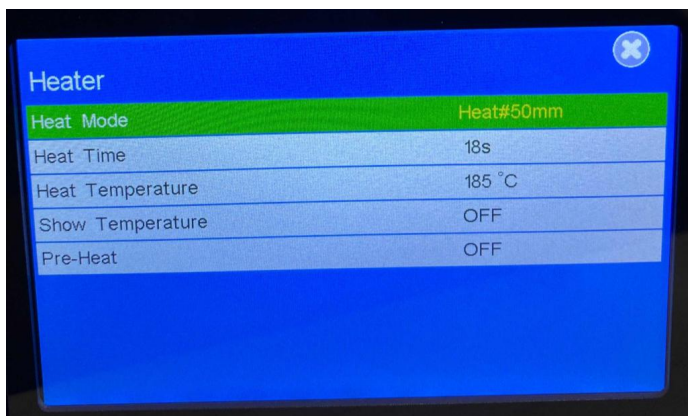 Heater
Heat Mode Heat#50mm
Heat Time 18s
Heat Temperature 185 °C
Show Temperature OFF
Pre-Heat OFF